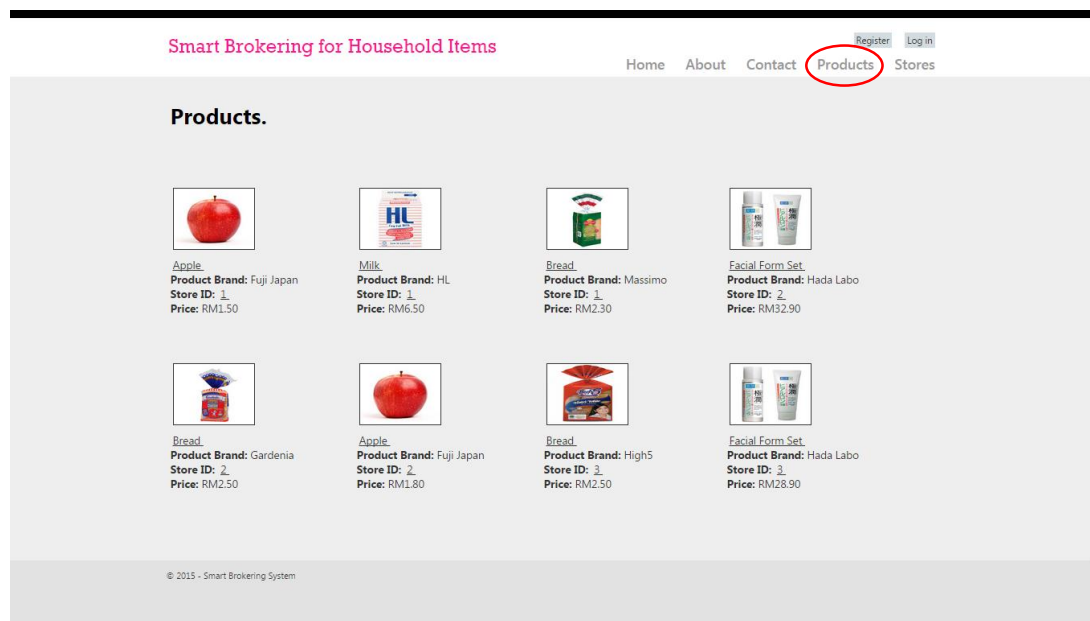 Smart Brokering for Household Items
Register Log in
Home About Contact Products Stores
Products.
HL
極潤
Apple
Product Brand: Fuji Japan
Store ID: 1
Price: RM1.50
Milk
Product Brand: HL
Store ID: 1
Price: RM6.50
Bread
Product Brand: Massimo
Store ID: 1
Price: RM2.30
Facial Form Set
Product Brand: Hada Labo
Store ID: 2
Price: RM32.90
極潤
Bread
Product Brand: Gardenia
Store ID: 2
Price: RM2.50
Apple
Product Brand: Fuji Japan
Store ID: 2
Price: RM1.80
Bread
Product Brand: High5
Store ID: 3
Price: RM2.50
Facial Form Set
Product Brand: Hada Labo
Store ID: 3
Price: RM28.90
© 2015 - Smart Brokering System